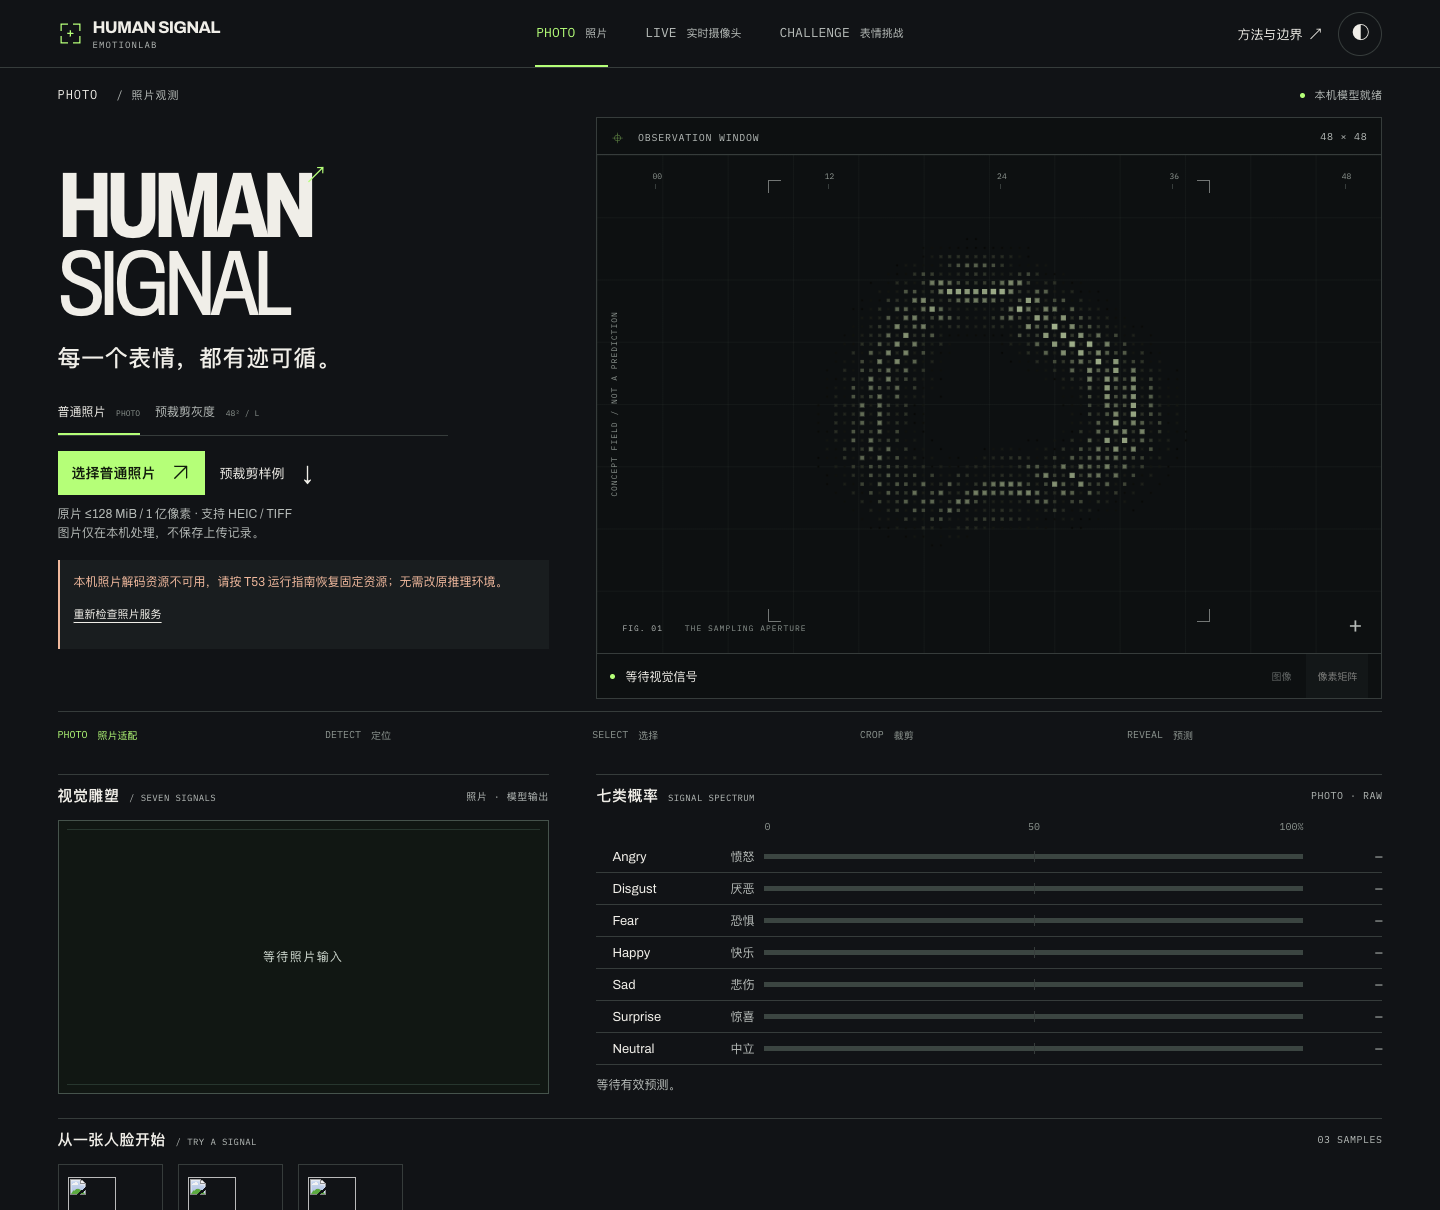 HUMAN SIGNAL
EMOTIONLAB
PHOTO 照片
LIVE 实时摄像头
CHALLENGE 表情挑战
方法与边界 ↗
PHOTO / 照片观测
本机模型就绪
HUMAN↗
SIGNAL
每一个表情，都有迹可循。
普通照片 PHOTO 预裁剪灰度 48² / L
选择普通照片 预裁剪样例 ↓
原片 ≤128 MiB / 1 亿像素 · 支持 HEIC / TIFF
图片仅在本机处理，不保存上传记录。
本机照片解码资源不可用，请按 T53 运行指南恢复固定资源；无需改原推理环境。
重新检查照片服务
OBSERVATION WINDOW 48 × 48
00 12 24 36 48
CONCEPT FIELD / NOT A PREDICTION
FIG. 01 THE SAMPLING APERTURE +
等待视觉信号 图像 像素矩阵
PHOTO 照片适配 DETECT 定位 SELECT 选择 CROP 裁剪 REVEAL 预测
视觉雕塑 / SEVEN SIGNALS 照片 · 模型输出
等待照片输入
七类概率 SIGNAL SPECTRUM PHOTO · RAW
0 50 100%
Angry 愤怒 —
Disgust 厌恶 —
Fear 恐惧 —
Happy 快乐 —
Sad 悲伤 —
Surprise 惊喜 —
Neutral 中立 —
等待有效预测。
从一张人脸开始 / TRY A SIGNAL 03 SAMPLES